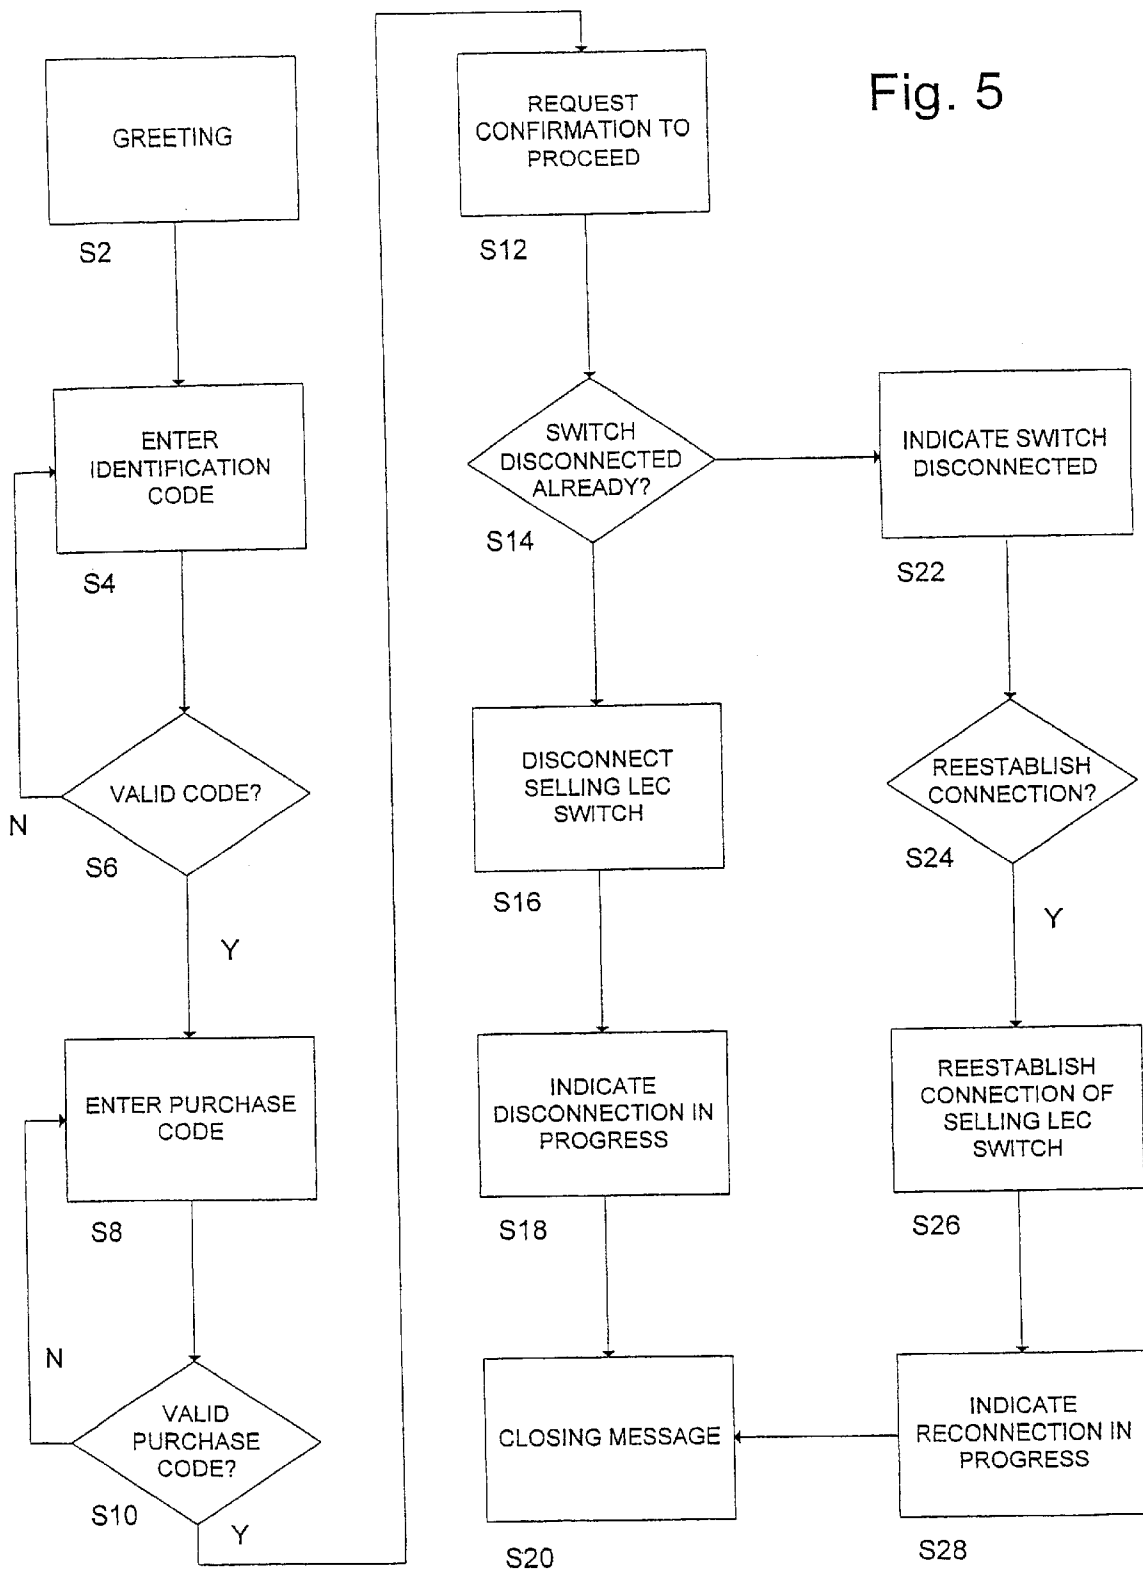 Fig. 5
GREETING
S2
ENTER
IDENTIFICATION
CODE
S4
VALID CODE?
N
S6
Y
ENTER PURCHASE
CODE
S8
N
VALID
PURCHASE
CODE?
S10
Y
REQUEST
CONFIRMATION TO
PROCEED
S12
SWITCH
DISCONNECTED
ALREADY?
S14
DISCONNECT
SELLING LEC
SWITCH
S16
INDICATE
DISCONNECTION IN
PROGRESS
S18
CLOSING MESSAGE
S20
INDICATE SWITCH
DISCONNECTED
S22
REESTABLISH
CONNECTION?
S24
Y
REESTABLISH
CONNECTION OF
SELLING LEC
SWITCH
S26
INDICATE
RECONNECTION IN
PROGRESS
S28